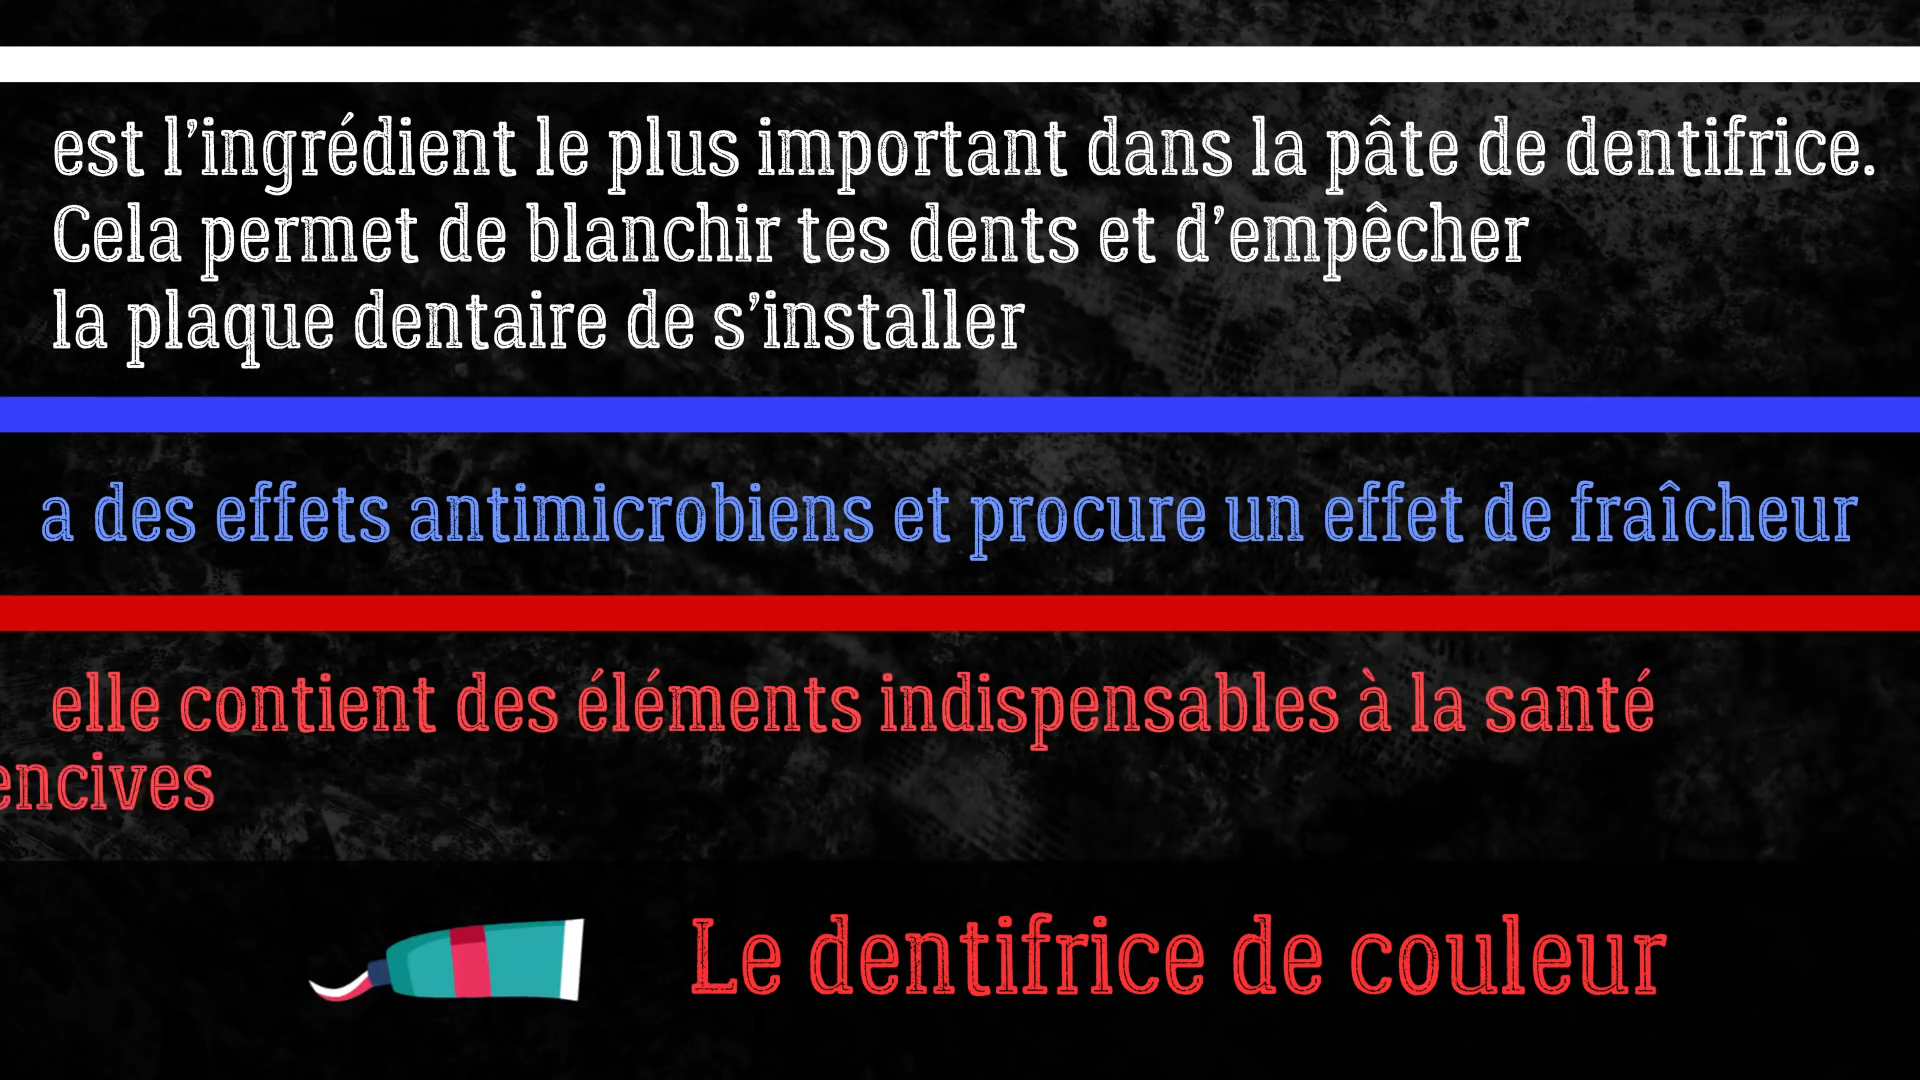 est l’ingrédient le plus important dans la pâte de dentifrice.
Cela permet de blanchir tes dents et d’empêcher
la plaque dentaire de s’installer
a des effets antimicrobiens et procure un effet de fraîcheur
elle contient des éléments indispensables à la santé
encives
Le dentifrice de couleur